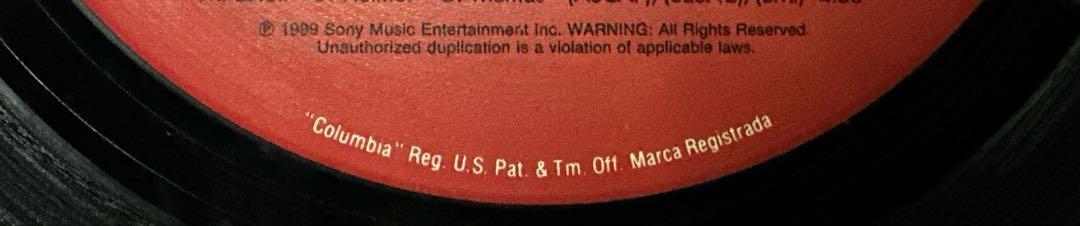 ℗ 1999 Sony Music Entertainment Inc. WARNING: All Rights Reserved.
Unauthorized duplication is a violation of applicable laws.
"Columbia" Reg. U.S. Pat. & Tm. Off. Marca Registrada